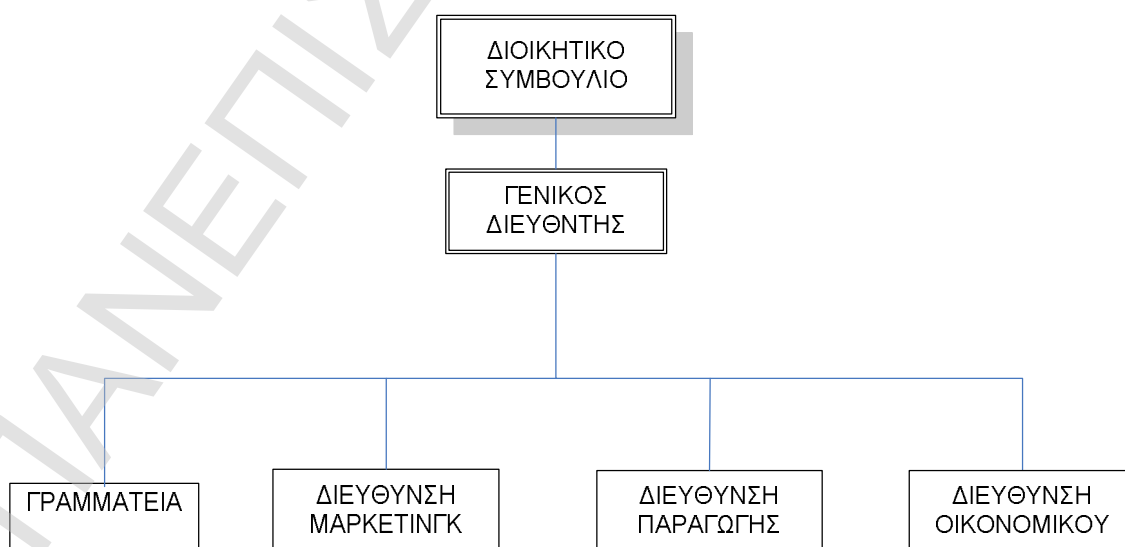 ΔΙΟΙΚΗΤΙΚΟ
ΣΥΜΒΟΥΛΙΟ
ΓΕΝΙΚΟΣ
ΔΙΕΥΘΝΤΗΣ
ΓΡΑΜΜΑΤΕΙΑ
ΔΙΕΥΘΥΝΣΗ
ΜΑΡΚΕΤΙΝΓΚ
ΔΙΕΥΘΥΝΣΗ
ΠΑΡΑΓΩΓΗΣ
ΔΙΕΥΘΥΝΣΗ
ΟΙΚΟΝΟΜΙΚΟΥ